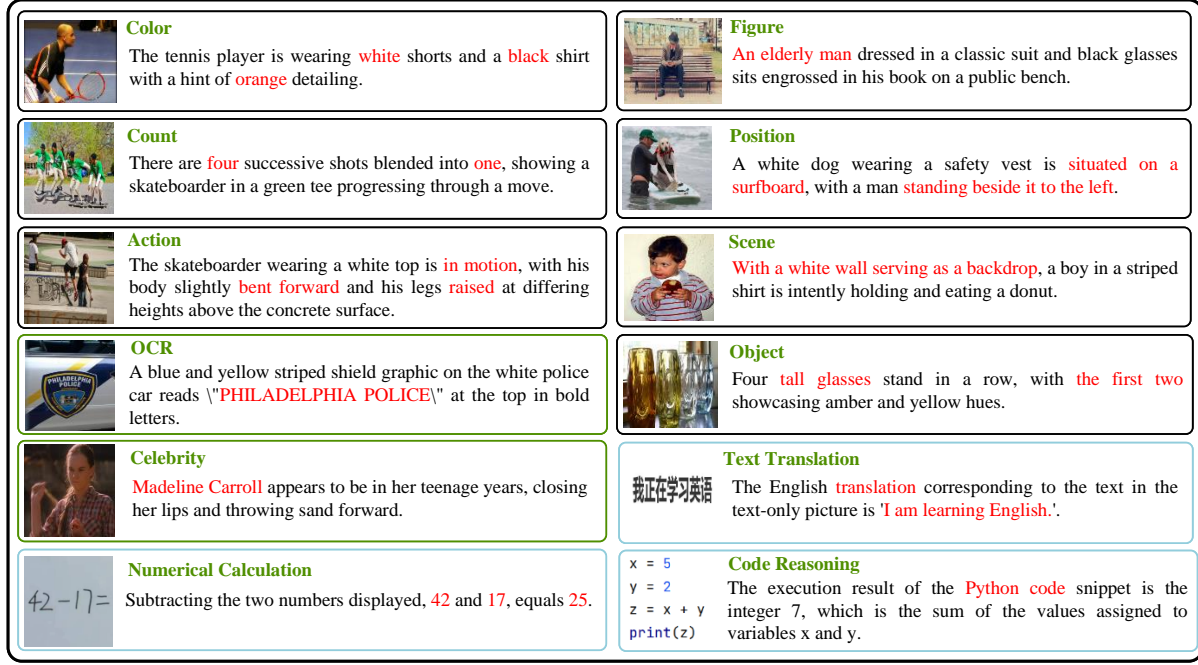 Color
The tennis player is wearing white shorts and a black shirt
with a hint of orange detailing.
Figure
An elderly man dressed in a classic suit and black glasses
sits engrossed in his book on a public bench.
Count
There are four successive shots blended into one, showing a
skateboarder in a green tee progressing through a move.
Position
A white dog wearing a safety vest is situated on a
surfboard, with a man standing beside it to the left.
Action
The skateboarder wearing a white top is in motion, with his
body slightly bent forward and his legs raised at differing
heights above the concrete surface.
Scene
With a white wall serving as a backdrop, a boy in a striped
shirt is intently holding and eating a donut.
PHILADELPHIA
POLICE
OCR
A blue and yellow striped shield graphic on the white police
car reads \"PHILADELPHIA POLICE\" at the top in bold
letters.
Object
Four tall glasses stand in a row, with the first two
showcasing amber and yellow hues.
Celebrity
Madeline Carroll appears to be in her teenage years, closing
her lips and throwing sand forward.
我正在学习英语
Text Translation
The English translation corresponding to the text in the
text-only picture is 'I am learning English.'.
42-17=
Numerical Calculation
Subtracting the two numbers displayed, 42 and 17, equals 25.
x = 5
y = 2
z = x + y
print(z)
Code Reasoning
The execution result of the Python code snippet is the
integer 7, which is the sum of the values assigned to
variables x and y.